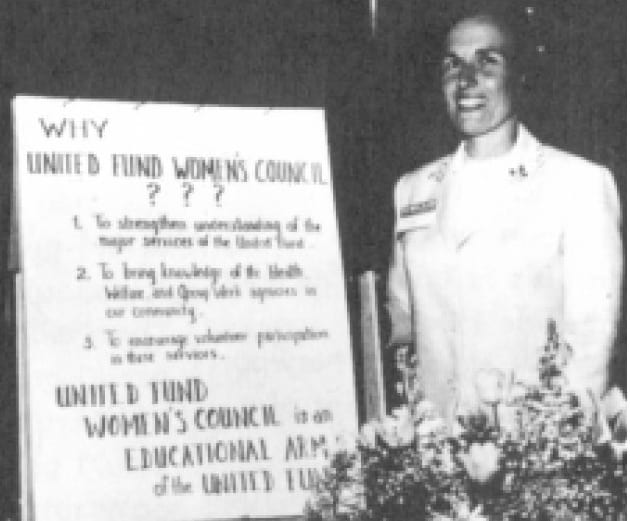 WHY
UNITED FUND WOMEN'S COUNCIL
? ? ?
1. To strengthen understanding of the
major services of the United Fund.
2. To bring knowledge of the Health,
Welfare, and Group Work agencies in
our community.
3. To encourage volunteer participation
in these services.
UNITED FUND
WOMEN'S COUNCIL is an
EDUCATIONAL ARM
of the UNITED FUN